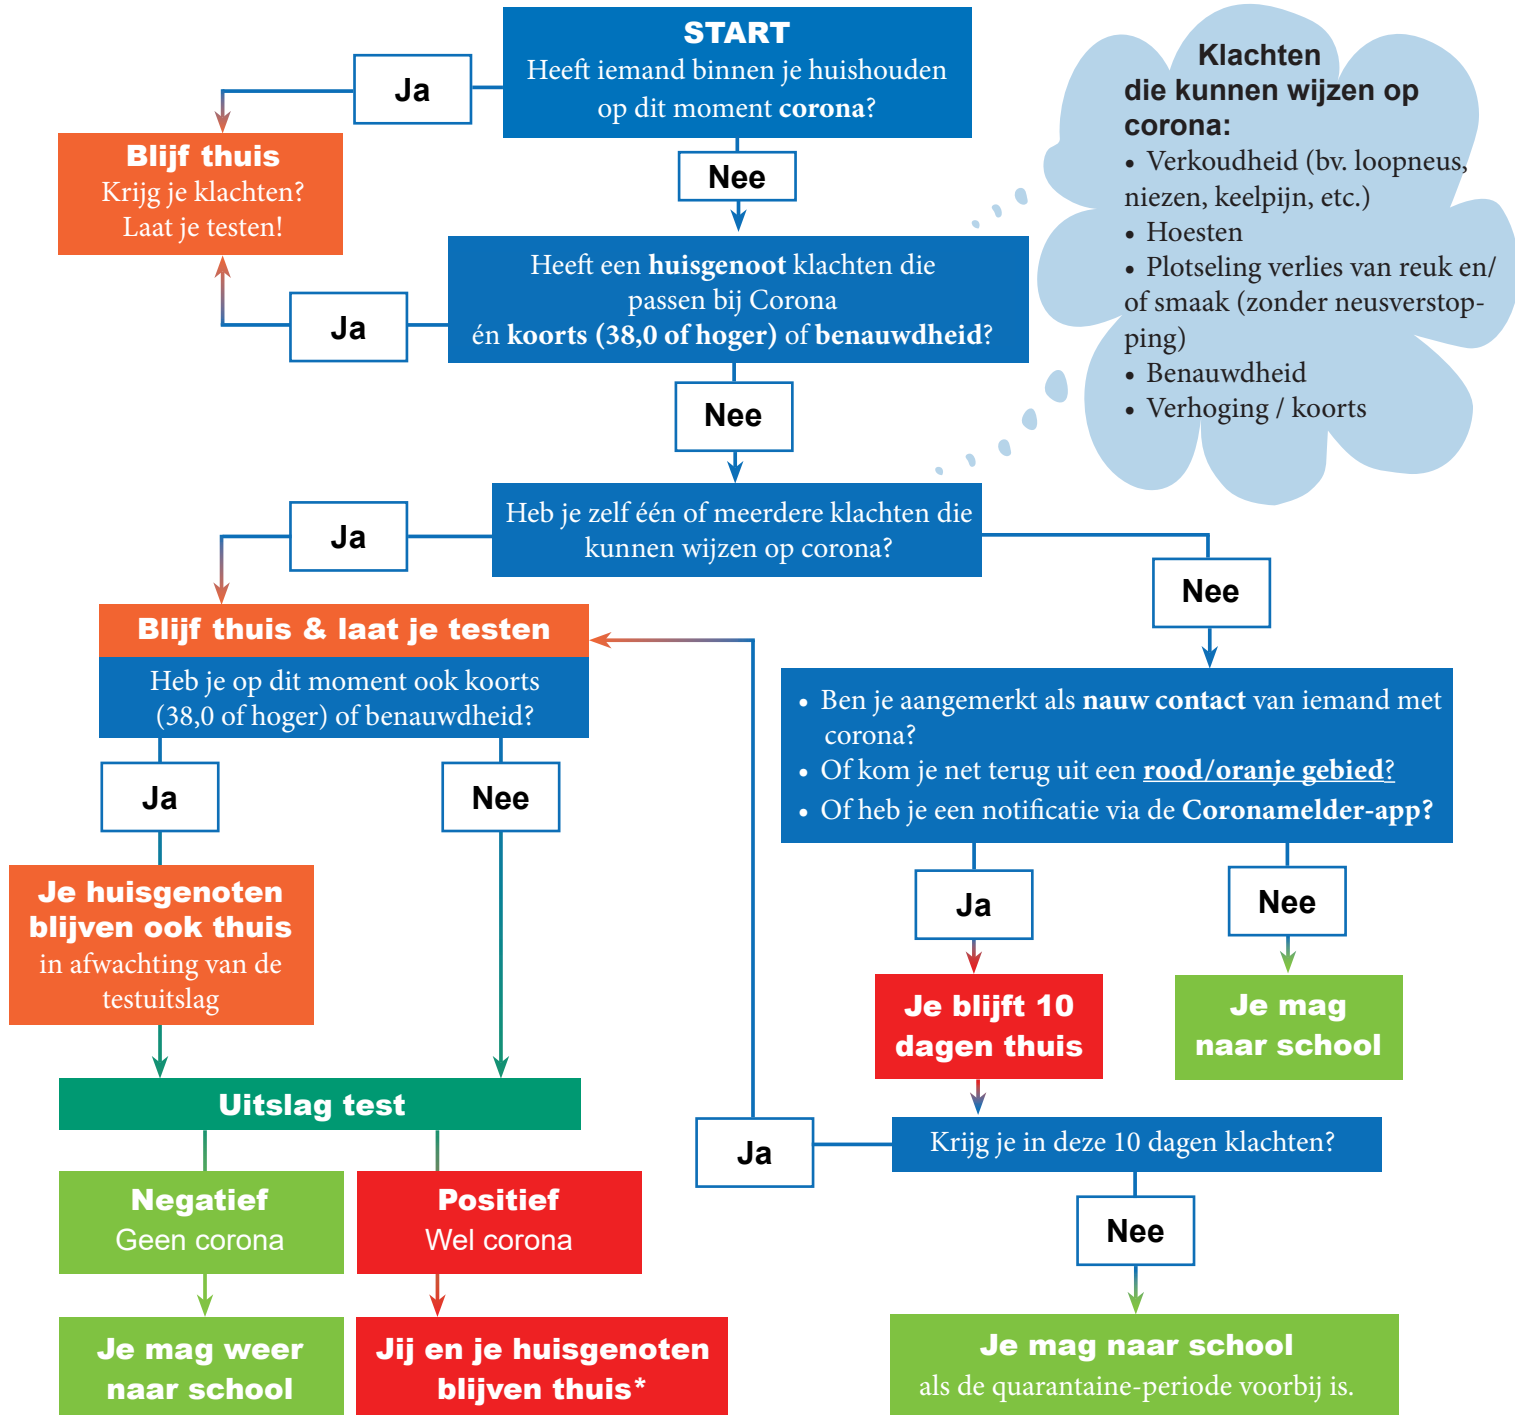 START
Heeft iemand binnen je huishouden
op dit moment corona?
Ja
Nee
Blijf thuis
Krijg je klachten?
Laat je testen!
Klachten
die kunnen wijzen op
corona:
• Verkoudheid (bv. loopneus,
niezen, keelpijn, etc.)
• Hoesten
• Plotseling verlies van reuk en/
of smaak (zonder neusverstop-
ping)
• Benauwdheid
• Verhoging / koorts
Heeft een huisgenoot klachten die
passen bij Corona
én koorts (38,0 of hoger) of benauwdheid?
Ja
Nee
Heb je zelf één of meerdere klachten die
kunnen wijzen op corona?
Ja
Nee
Blijf thuis & laat je testen
Heb je op dit moment ook koorts
(38,0 of hoger) of benauwdheid?
Ja
Nee
• Ben je aangemerkt als nauw contact van iemand met
corona?
• Of kom je net terug uit een rood/oranje gebied?
• Of heb je een notificatie via de Coronamelder-app?
Ja
Nee
Je huisgenoten
blijven ook thuis
in afwachting van de
testuitslag
Je blijft 10
dagen thuis
Je mag
naar school
Uitslag test
Krijg je in deze 10 dagen klachten?
Ja
Nee
Negatief
Geen corona
Positief
Wel corona
Je mag weer
naar school
Jij en je huisgenoten
blijven thuis*
Je mag naar school
als de quarantaine-periode voorbij is.